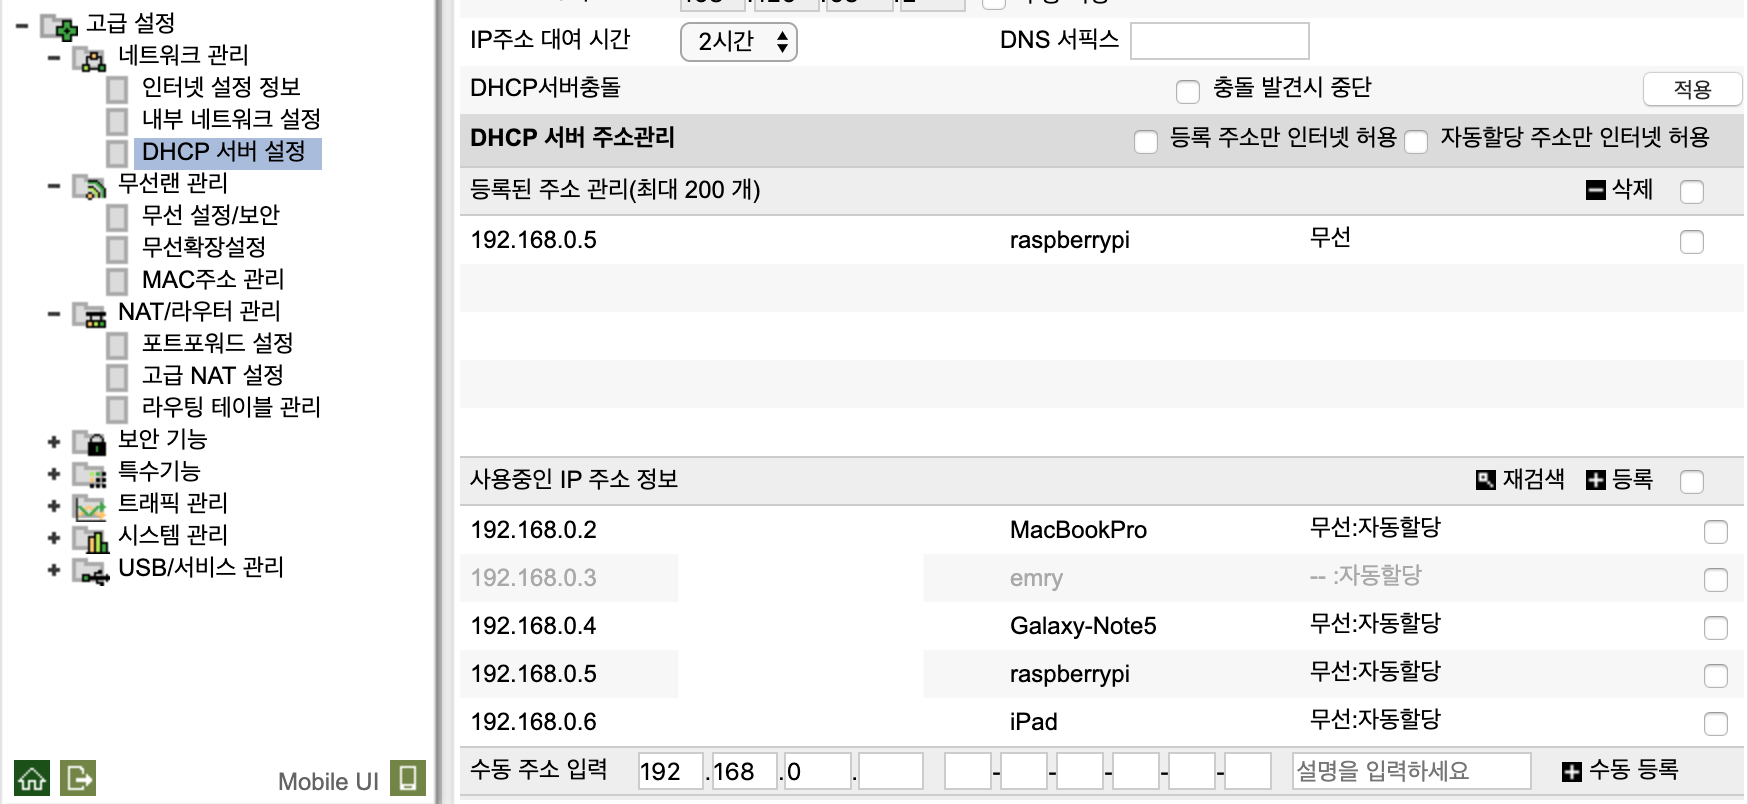 고급 설정
네트워크 관리
인터넷 설정 정보
내부 네트워크 설정
DHCP 서버 설정
무선랜 관리
무선 설정/보안
무선확장설정
MAC주소 관리
NAT/라우터 관리
포트포워드 설정
고급 NAT 설정
라우팅 테이블 관리
보안 기능
특수기능
트래픽 관리
시스템 관리
USB/서비스 관리
Mobile UI
IP주소 대여 시간 2시간 DNS 서픽스
DHCP서버충돌 충돌 발견시 중단 적용
DHCP 서버 주소관리 등록 주소만 인터넷 허용 자동할당 주소만 인터넷 허용
등록된 주소 관리(최대 200 개) 삭제
192.168.0.5 raspberrypi 무선
사용중인 IP 주소 정보 재검색 등록
192.168.0.2 MacBookPro 무선:자동할당
192.168.0.3 emry -- :자동할당
192.168.0.4 Galaxy-Note5 무선:자동할당
192.168.0.5 raspberrypi 무선:자동할당
192.168.0.6 iPad 무선:자동할당
수동 주소 입력 192 .168 .0 . - - - - - 설명을 입력하세요 수동 등록